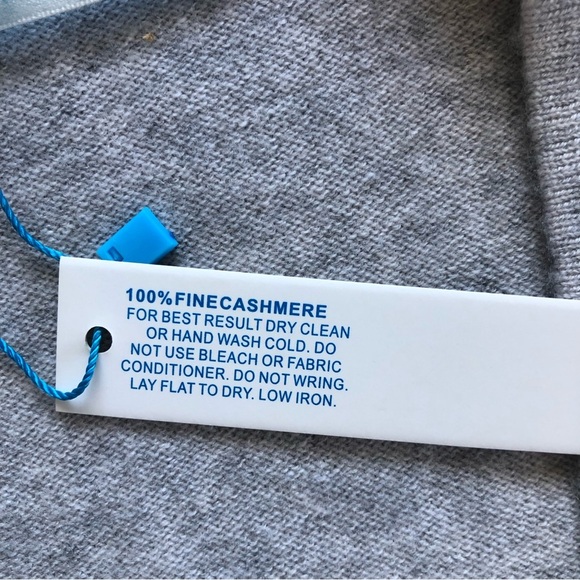 100%FINECASHMERE
FOR BEST RESULT DRY CLEAN
OR HAND WASH COLD. DO
NOT USE BLEACH OR FABRIC
CONDITIONER. DO NOT WRING.
LAY FLAT TO DRY. LOW IRON.